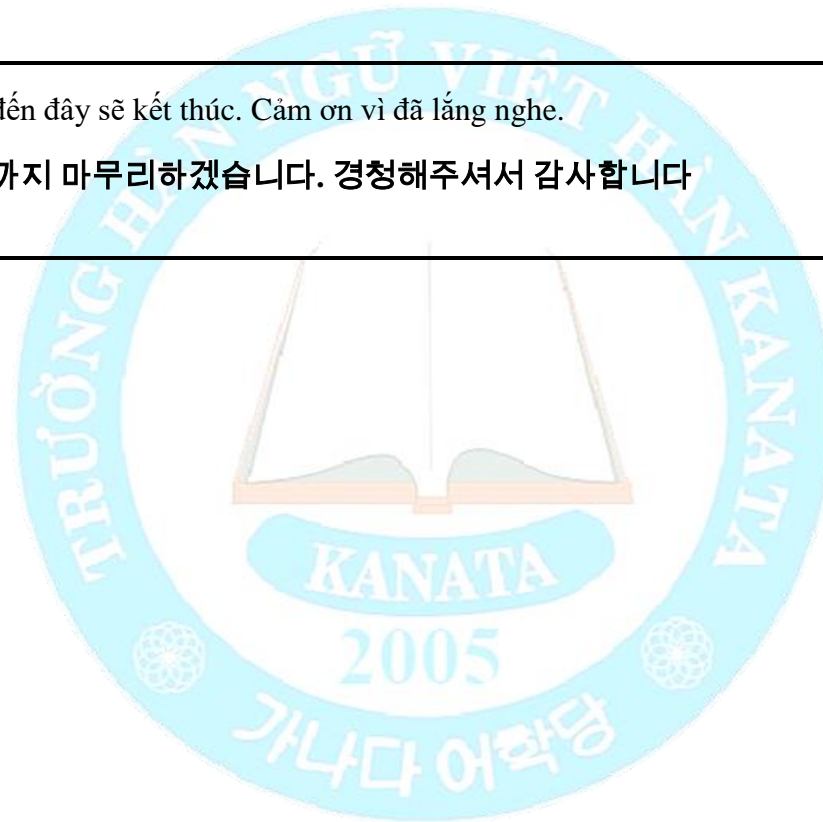 đến đây sẽ kết thúc. Cảm ơn vì đã lắng nghe.
까지 마무리하겠습니다. 경청해주셔서 감사합니다
TRƯỜNG HÀN NGỮ VIỆT HÀN KANATA
KANATA
2005
가나다 어학당